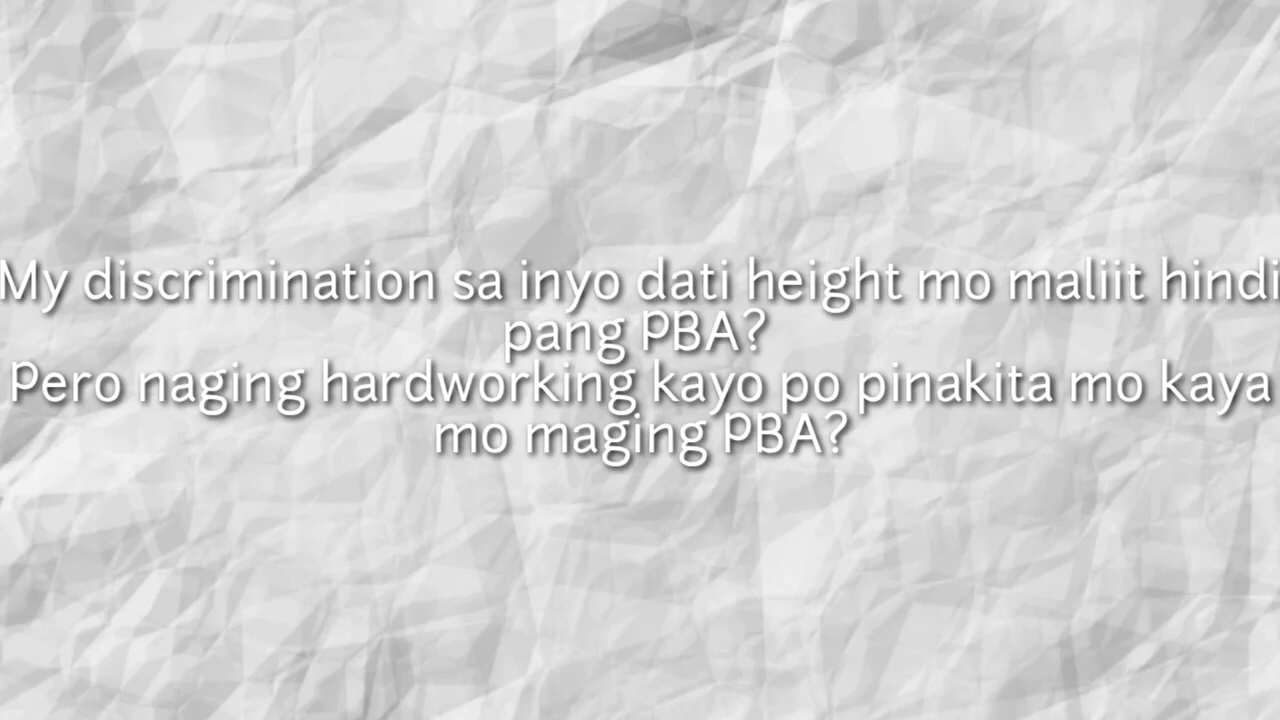 My discrimination sa inyo dati height mo maliit hindi
pang PBA?
Pero naging hardworking kayo po pinakita mo kaya
mo maging PBA?